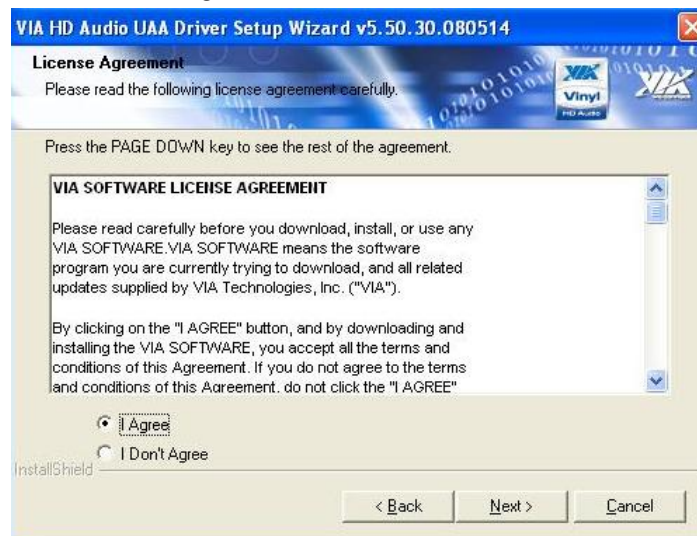 VIA HD Audio UAA Driver Setup Wizard v5.50.30.080514
License Agreement
Please read the following license agreement carefully.
VIA
Vinyl
HD Audio
VIA
Press the PAGE DOWN key to see the rest of the agreement.
VIA SOFTWARE LICENSE AGREEMENT
Please read carefully before you download, install, or use any
VIA SOFTWARE.VIA SOFTWARE means the software
program you are currently trying to download, and all related
updates supplied by VIA Technologies, Inc. ("VIA").
By clicking on the "I AGREE" button, and by downloading and
installing the VIA SOFTWARE, you accept all the terms and
conditions of this Agreement. If you do not agree to the terms
and conditions of this Agreement, do not click the "I AGREE"
I Agree
I Don't Agree
InstallShield
< Back
Next >
Cancel